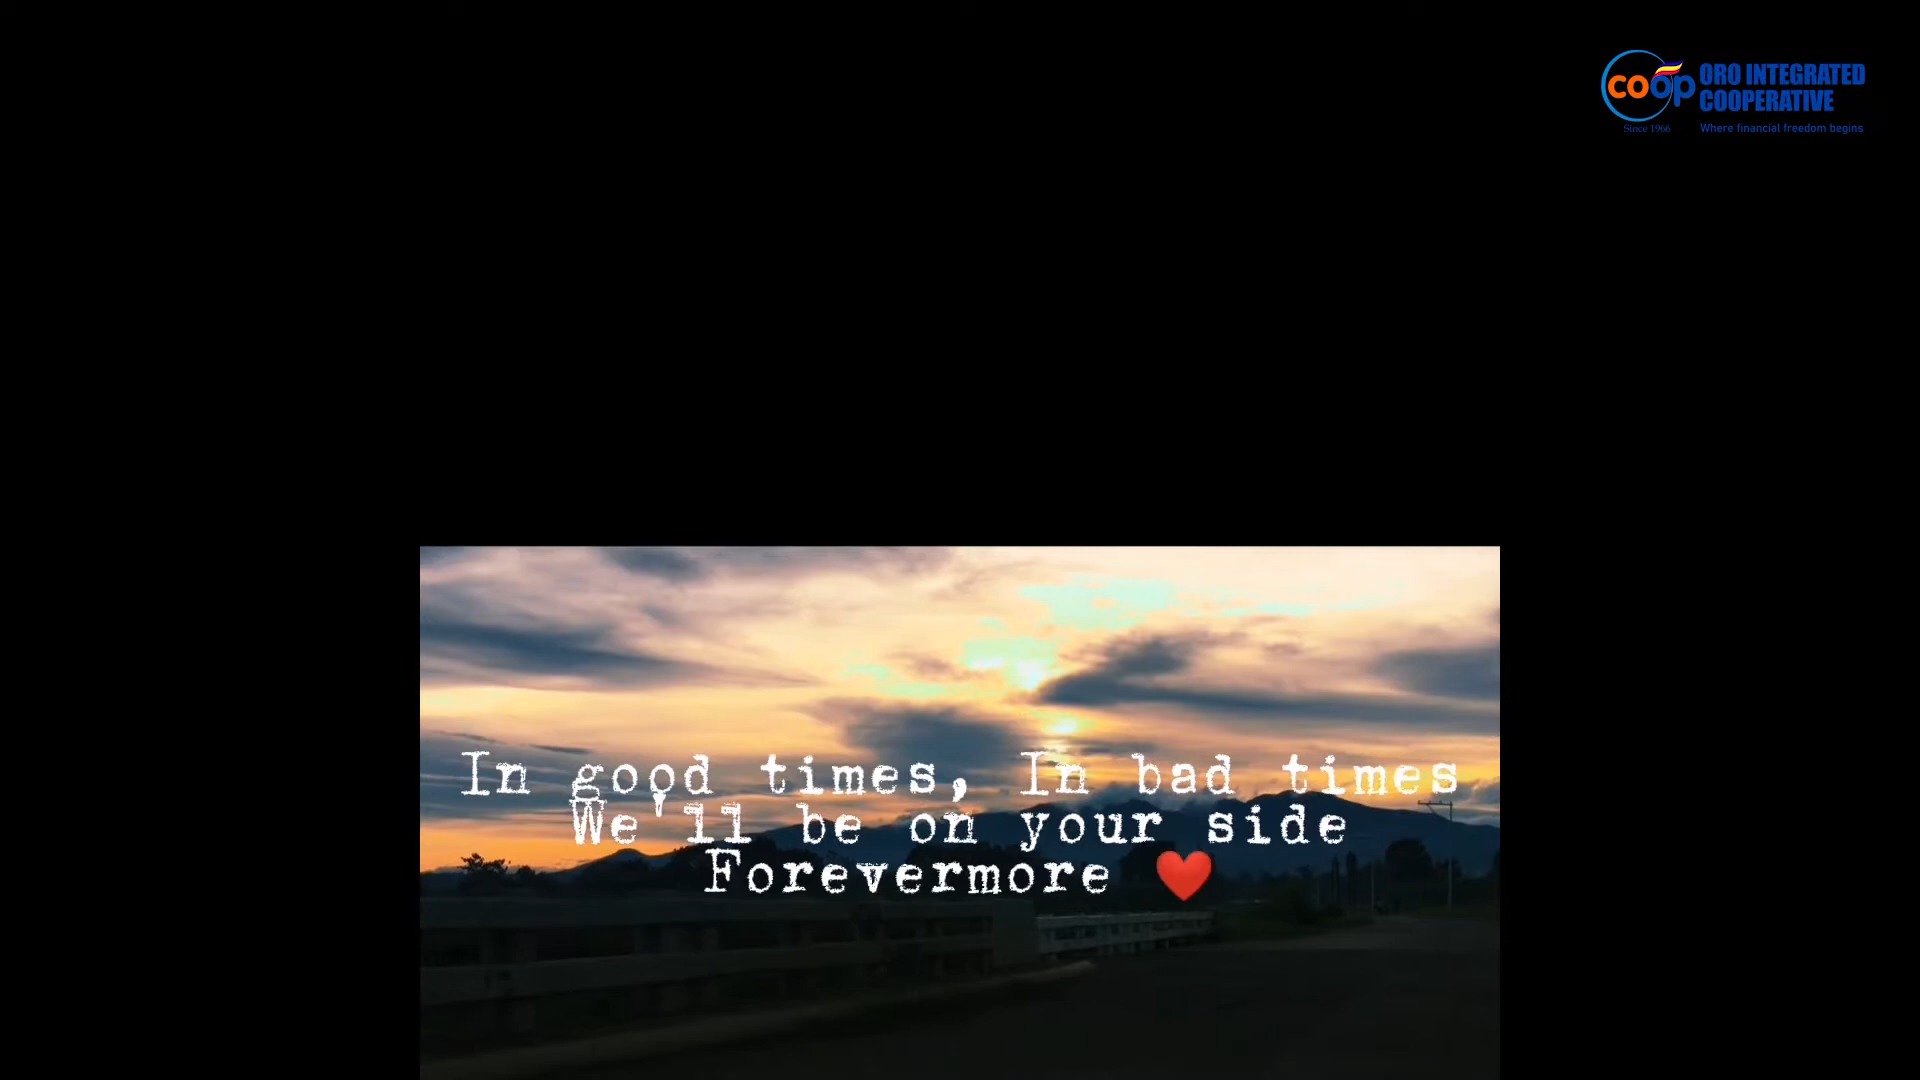 coop
ORO INTEGRATED
COOPERATIVE
Since 1966
Where financial freedom begins
In good times, In bad times
We'll be on your side
Forevermore ❤️